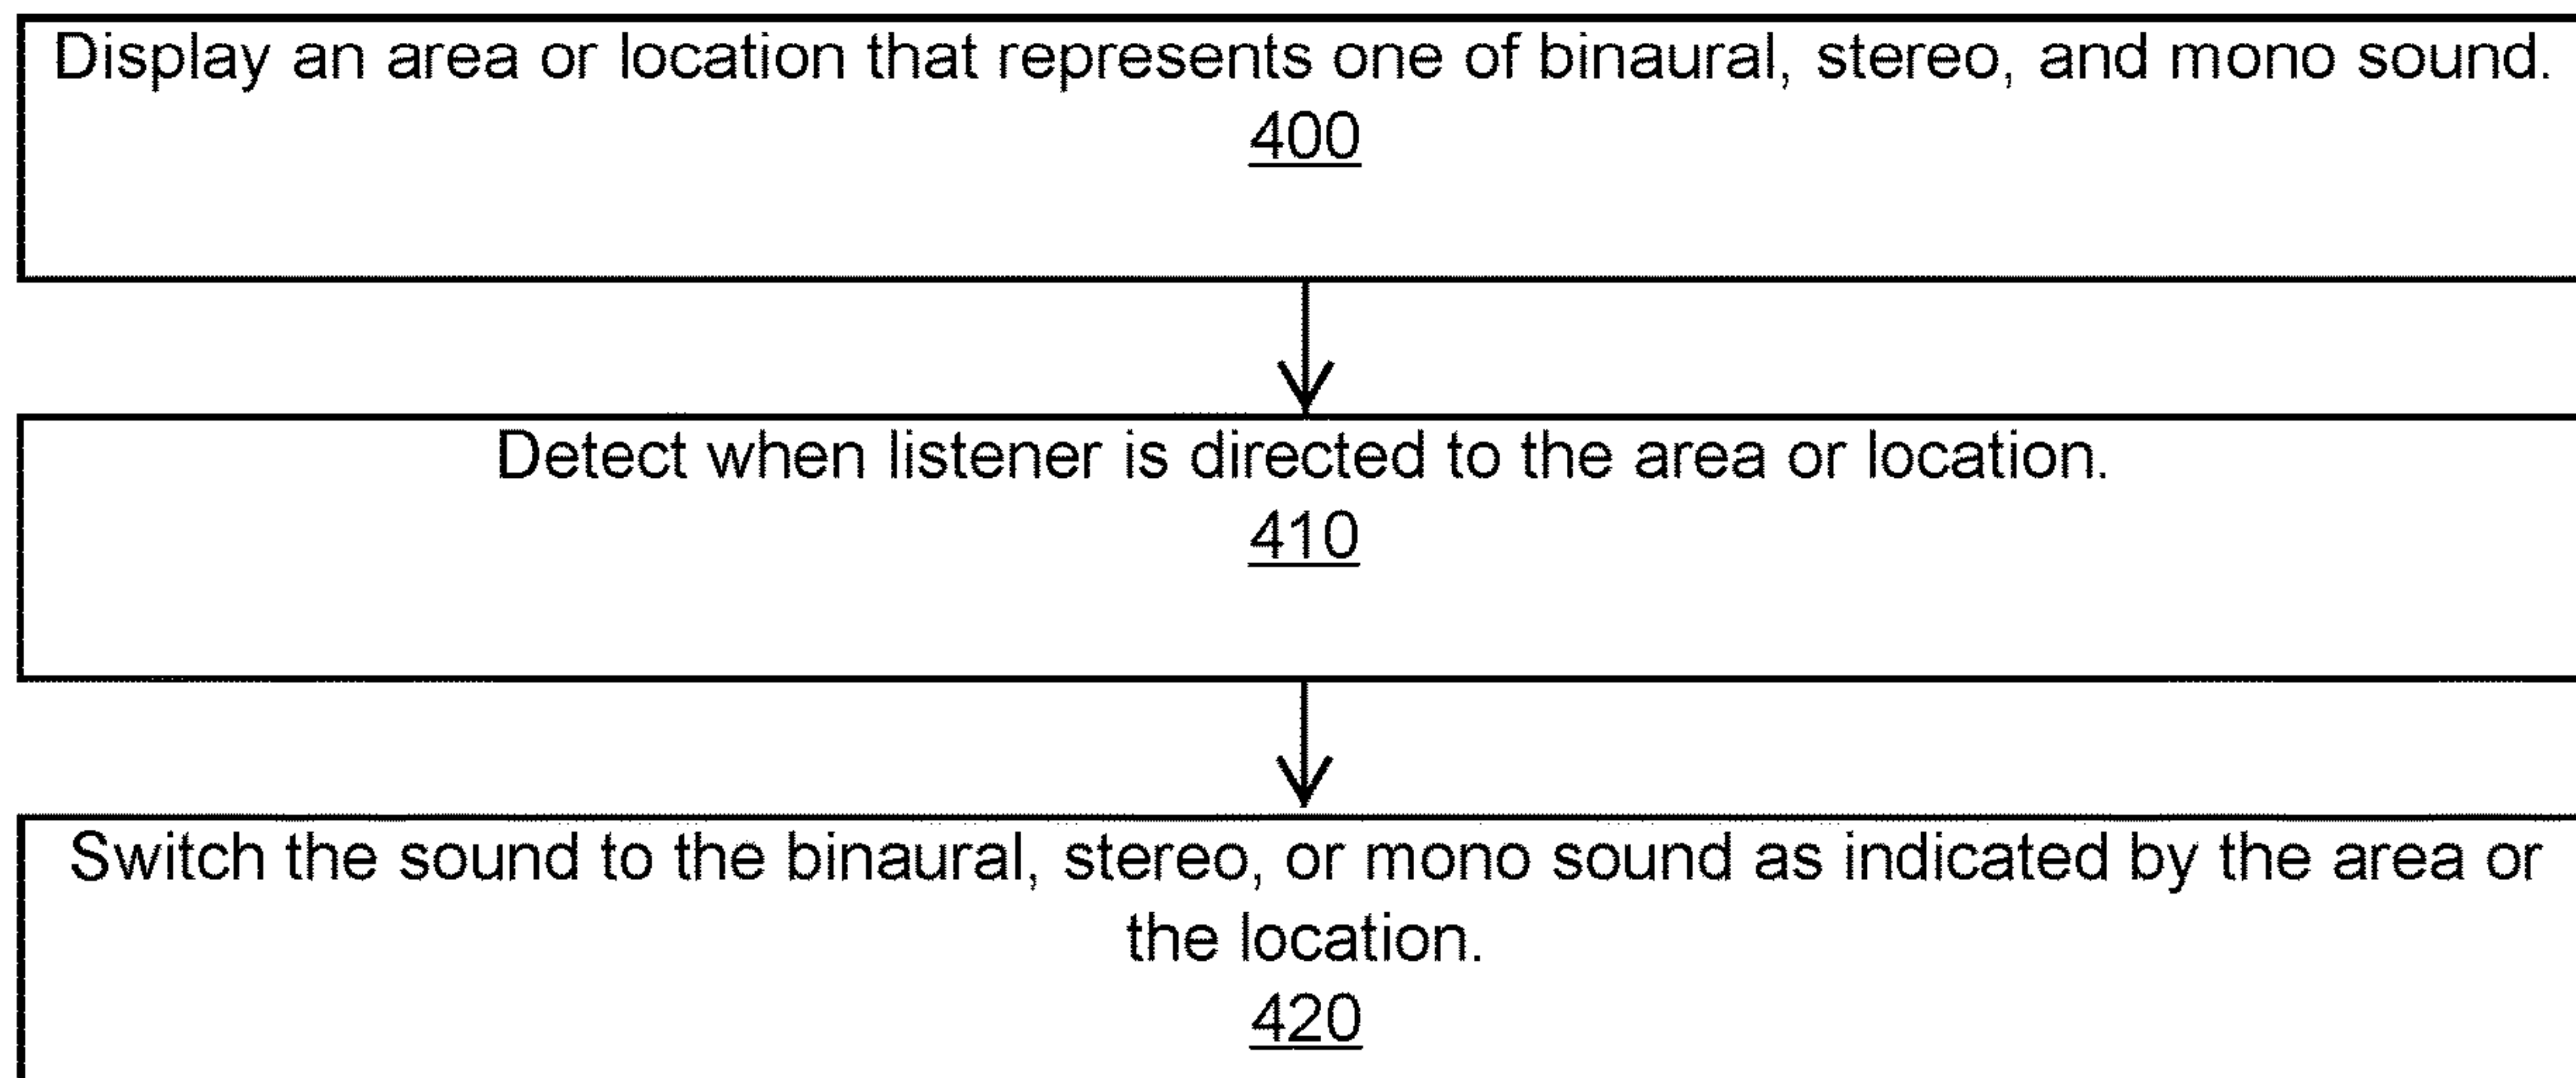 Display an area or location that represents one of binaural, stereo, and mono sound.
400
Detect when listener is directed to the area or location.
410
Switch the sound to the binaural, stereo, or mono sound as indicated by the area or
the location.
420